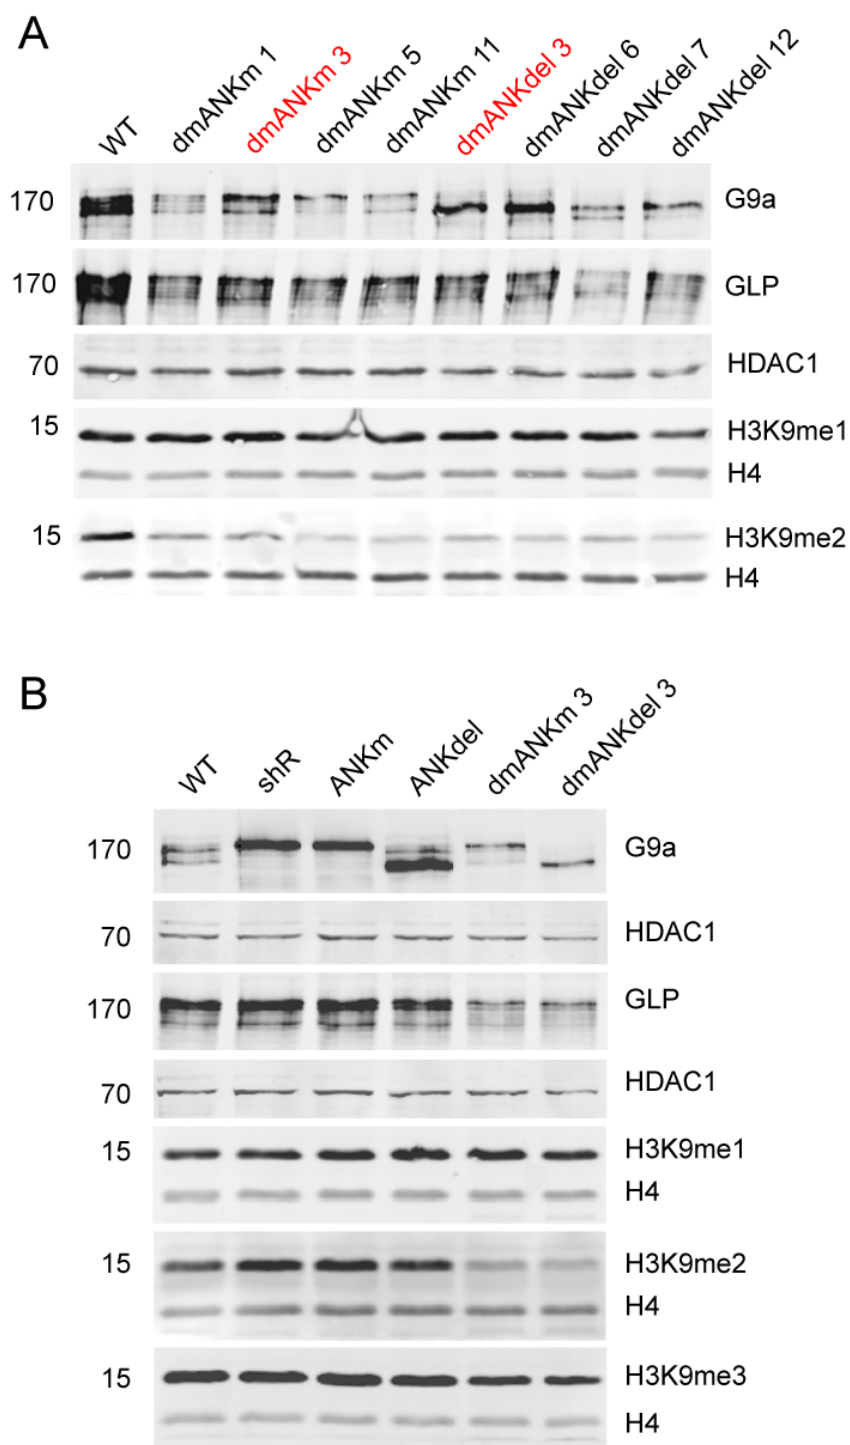 A
WT
dmANKm 1
dmANKm 3
dmANKm 5
dmANKm 11
dmANKdel 3
dmANKdel 6
dmANKdel 7
dmANKdel 12
170 G9a
170 GLP
70 HDAC1
15 H3K9me1
H4
15 H3K9me2
H4
B
WT
shR
ANKm
ANKdel
dmANKm 3
dmANKdel 3
170 G9a
70 HDAC1
170 GLP
70 HDAC1
15 H3K9me1
H4
15 H3K9me2
H4
15 H3K9me3
H4